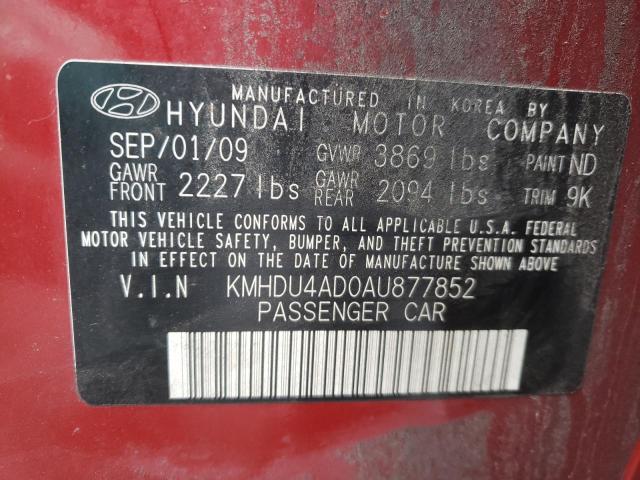 MANUFACTURED IN KOREA BY
HYUNDAI MOTOR COMPANY
SEP/01/09 GVWR 3869 lbs PAINT ND
GAWR FRONT 2227 lbs GAWR REAR 2094 lbs TRIM 9K
THIS VEHICLE CONFORMS TO ALL APPLICABLE U.S.A. FEDERAL
MOTOR VEHICLE SAFETY, BUMPER, AND THEFT PREVENTION STANDARDS
IN EFFECT ON THE DATE OF MANUFACTURE SHOWN ABOVE
V.I.N KMHDU4AD0AU877852
PASSENGER CAR